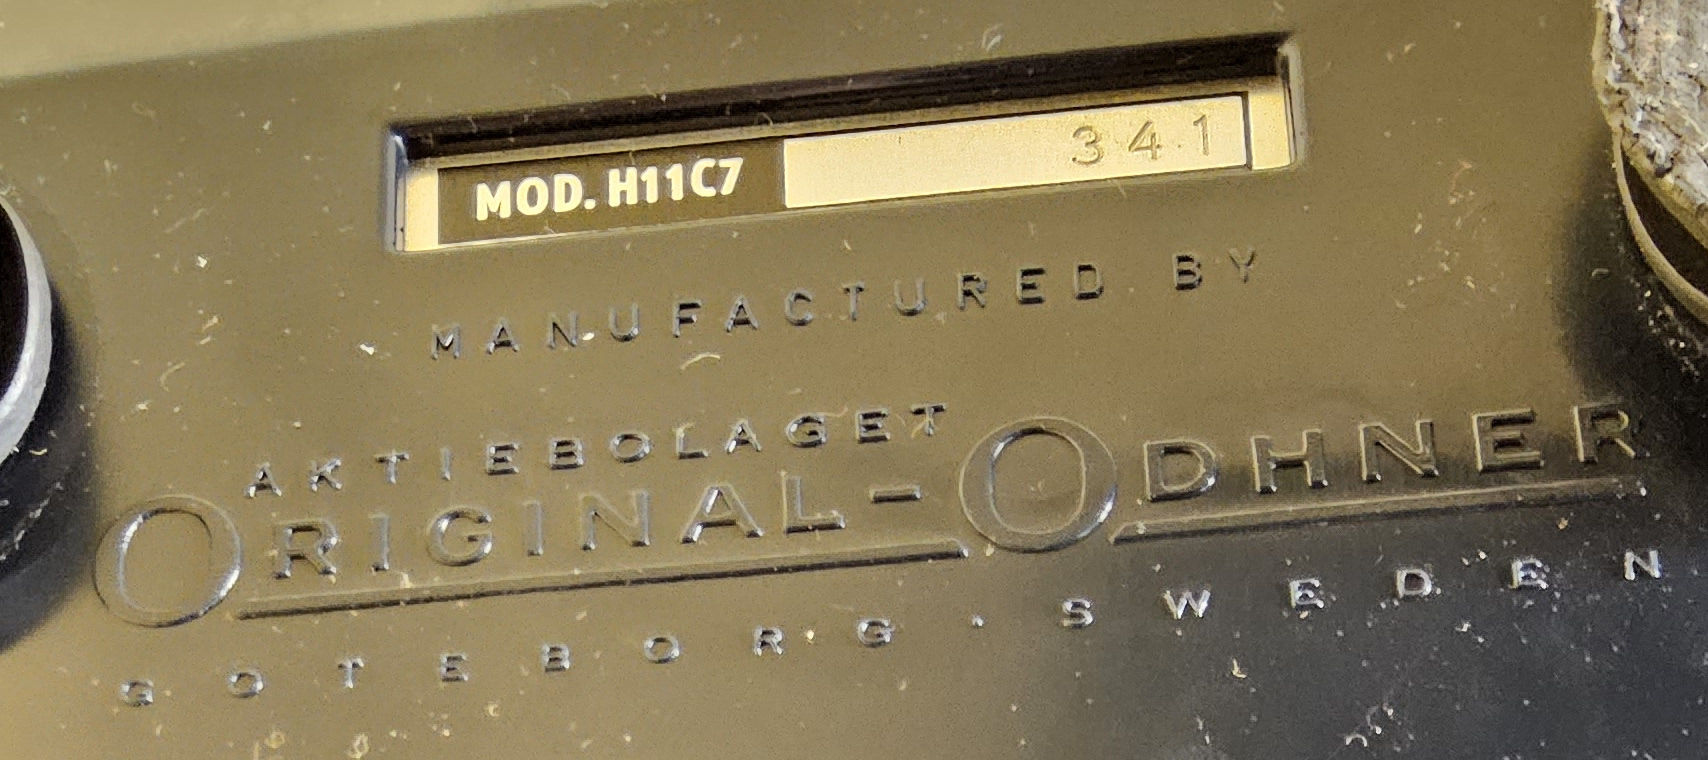 MOD. H11C7 341
MANUFACTURED BY
AKTIEBOLAGET
ORIGINAL-ODHNER
GOTEBORG · SWEDEN